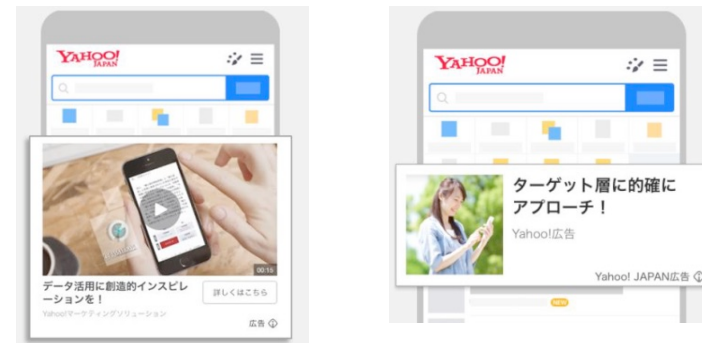 YAHOO!
JAPAN
00:15
データ活用に創造的インスピレ
ーションを！
詳しくはこちら
Yahoo!マーケティングソリューション
広告
YAHOO!
JAPAN
ターゲット層に的確に
アプローチ！
Yahoo!広告
Yahoo! JAPAN広告
NEW